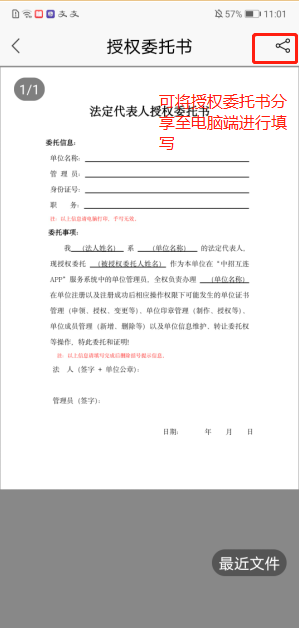 57% 11:01
授权委托书
1/1
可将授权委托书分
享至电脑端进行填
写
法定代表人授权委托书
委托信息：
单位名称：
管 理 员：
身份证号：
职 务：
注：以上信息请电脑打印，手写无效。
委托事项：
我（法人姓名） 系 （单位名称） 的法定代表人，
现授权委托 （被授权委托人姓名） 作为本单位在“中招互连
APP”服务系统中的单位管理员，全权负责办理 （单位名称）
在单位注册以及注册成功后相应操作权限下可能发生的单位证书
管理（申领、授权、变更等）、单位印章管理（制作、授权等）、
单位成员管理（新增、删除等）以及单位信息维护、转让委托权
等操作，特此委托和证明！
注：以上信息请填写完成后删除括号提示信息。
法 人（签字 + 单位公章）：
管理员（签字）：
日期： 年 月 日
最近文件